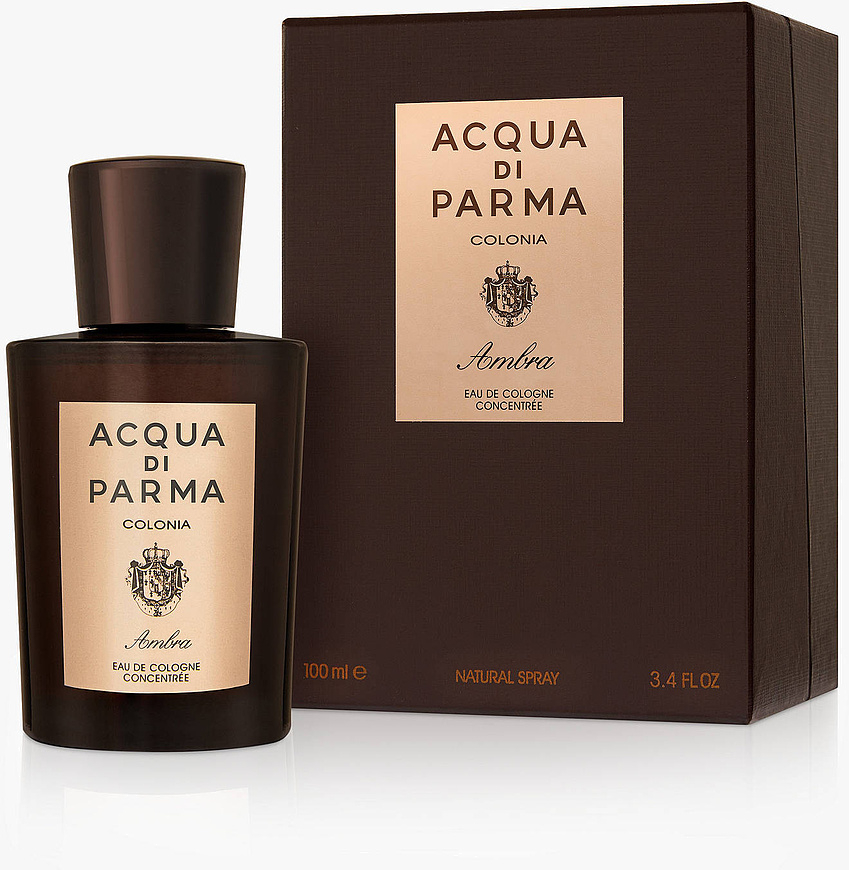 ACQUA
DI
PARMA
COLONIA
Ambra
EAU DE COLOGNE
CONCENTRÉE
100 ml e
NATURAL SPRAY
3.4 FL OZ
ACQUA
DI
PARMA
COLONIA
Ambra
EAU DE COLOGNE
CONCENTRÉE